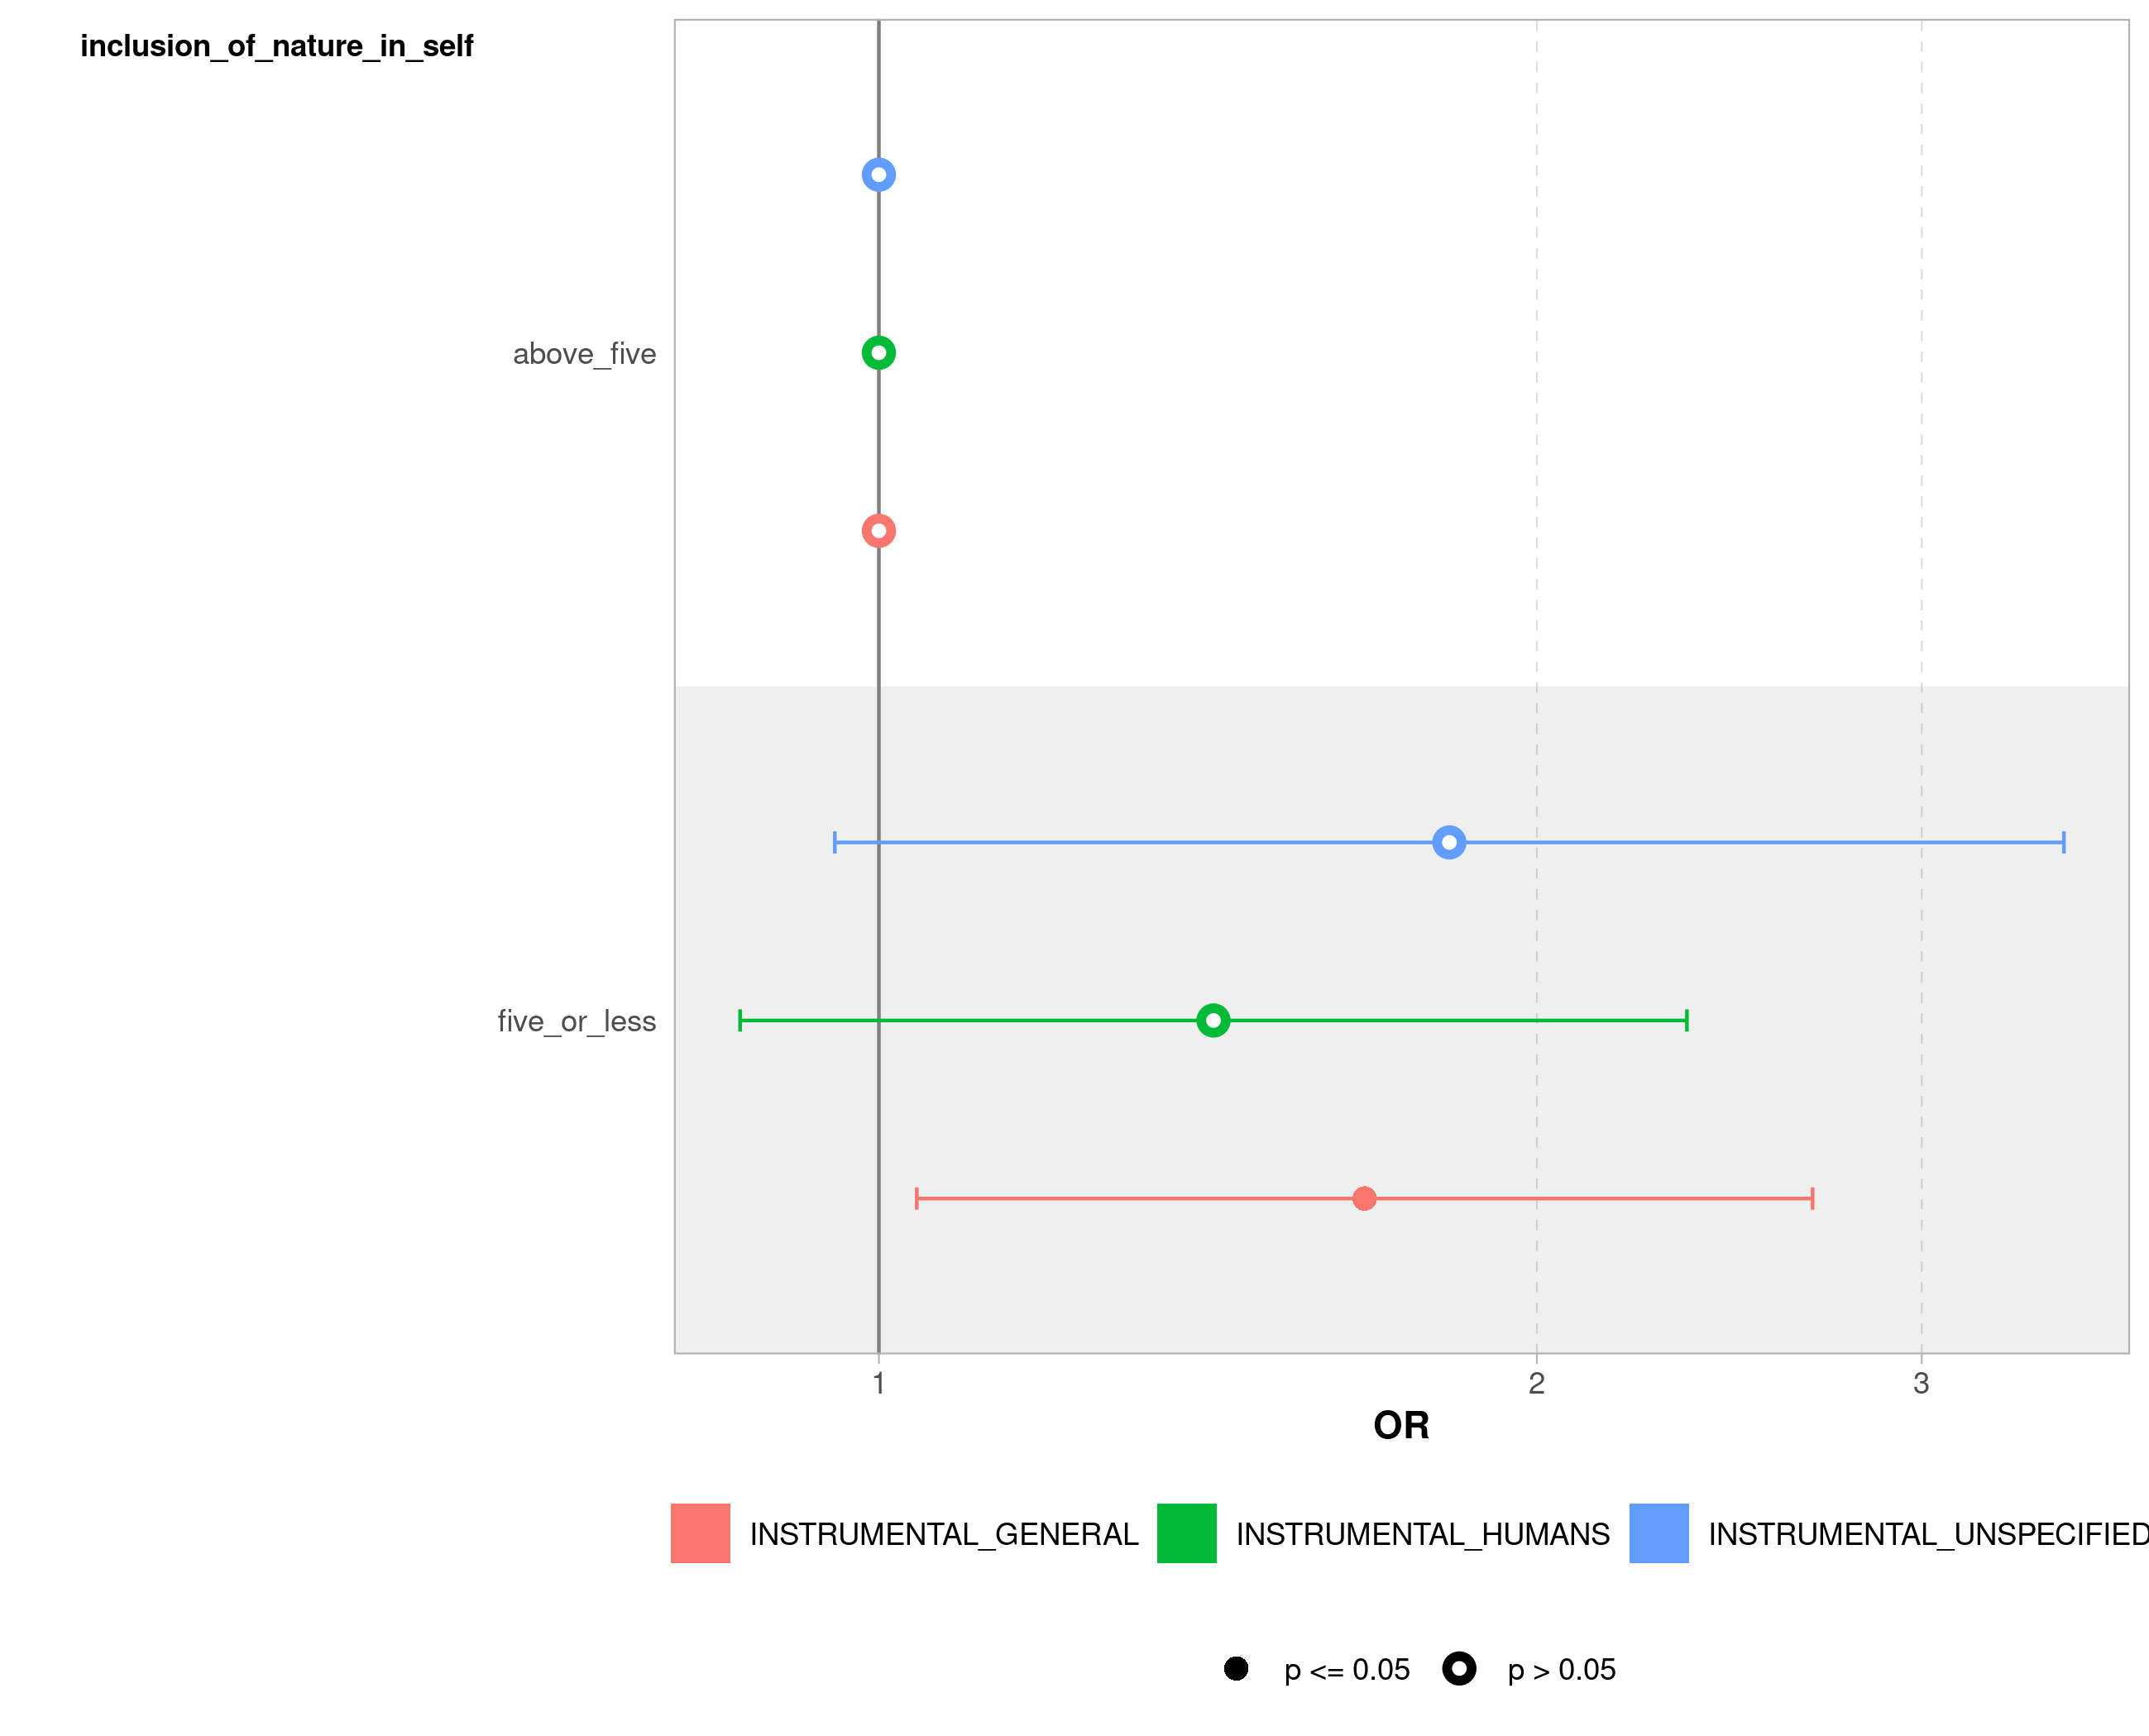 inclusion_of_nature_in_self
above_five
five_or_less
1 2 3
OR
INSTRUMENTAL_GENERAL INSTRUMENTAL_HUMANS INSTRUMENTAL_UNSPECIFIED
p <= 0.05 p > 0.05